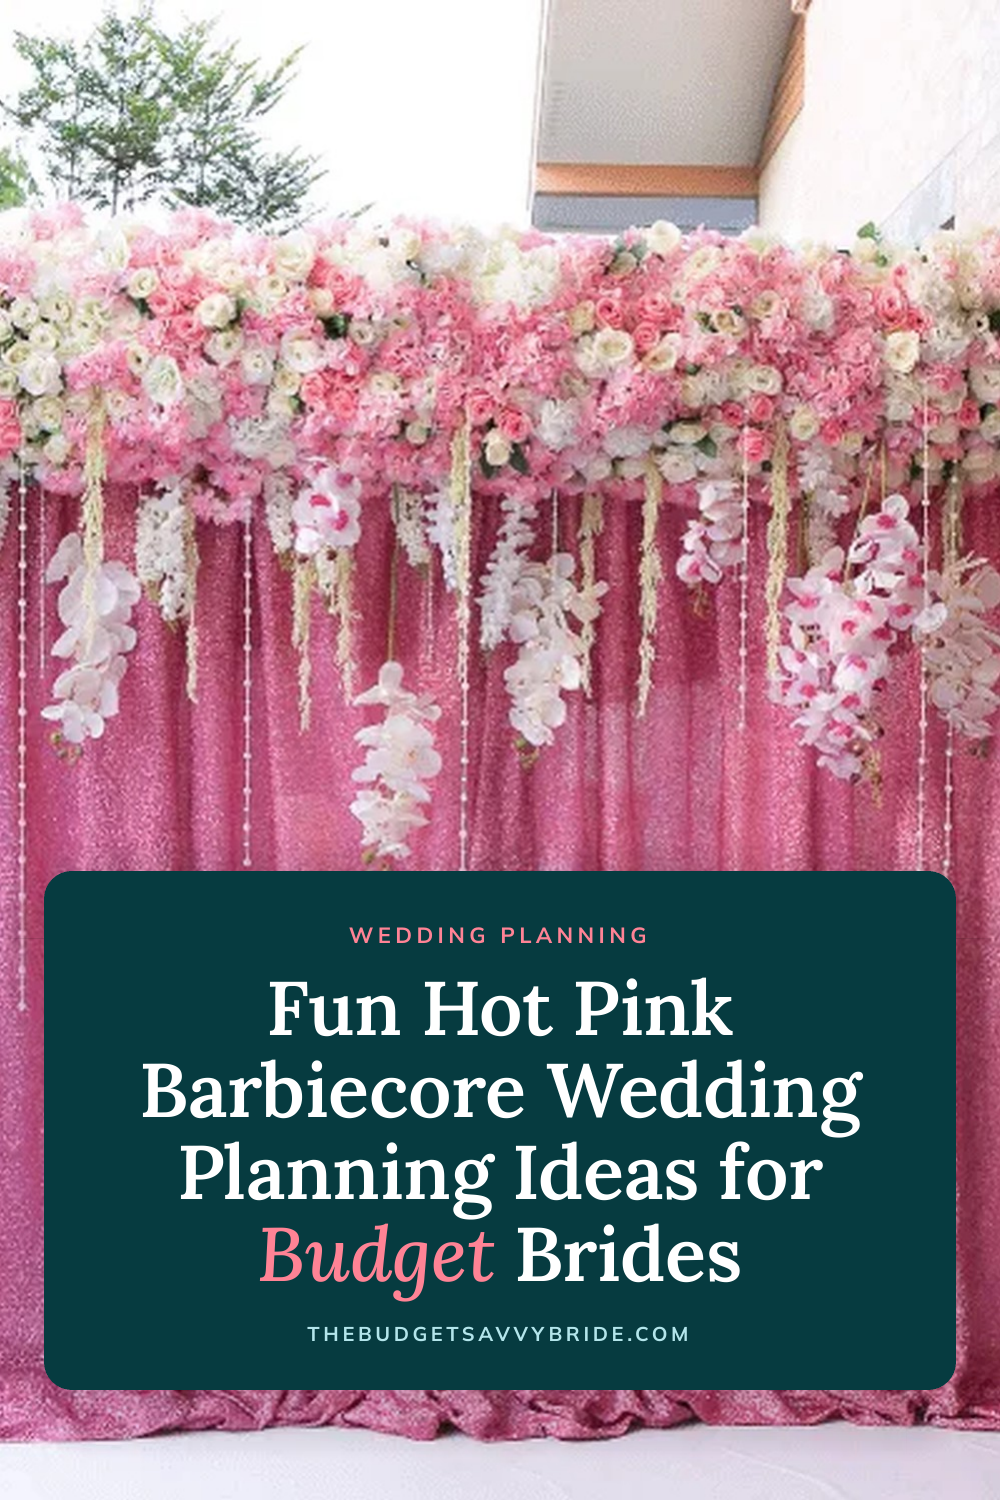 WEDDING PLANNING
Fun Hot Pink
Barbiecore Wedding
Planning Ideas for
Budget Brides
THEBUDGETSAVVYBRIDE.COM